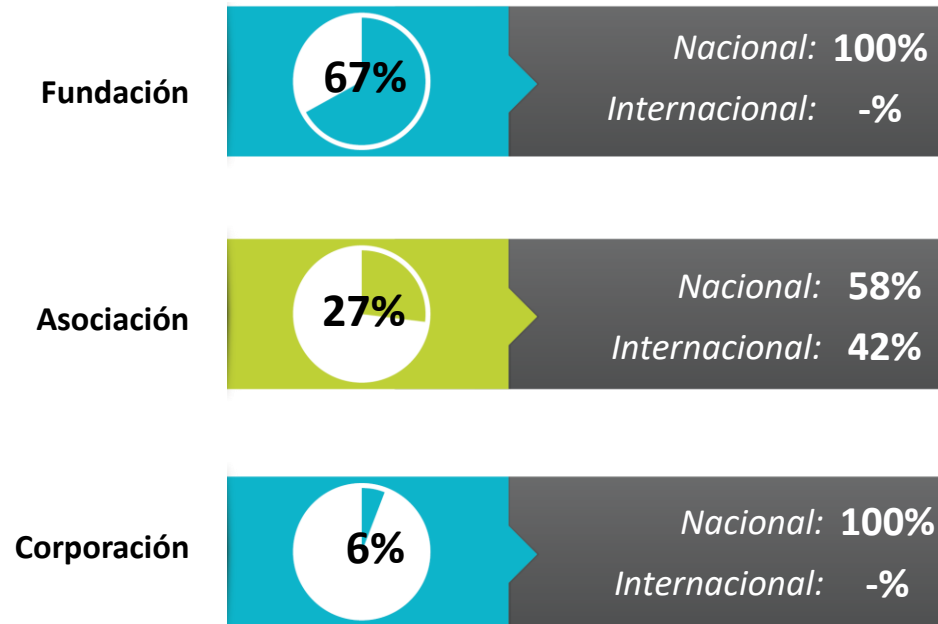 Fundación
67%
Nacional: 100%
Internacional: -%
Asociación
27%
Nacional: 58%
Internacional: 42%
Corporación
6%
Nacional: 100%
Internacional: -%